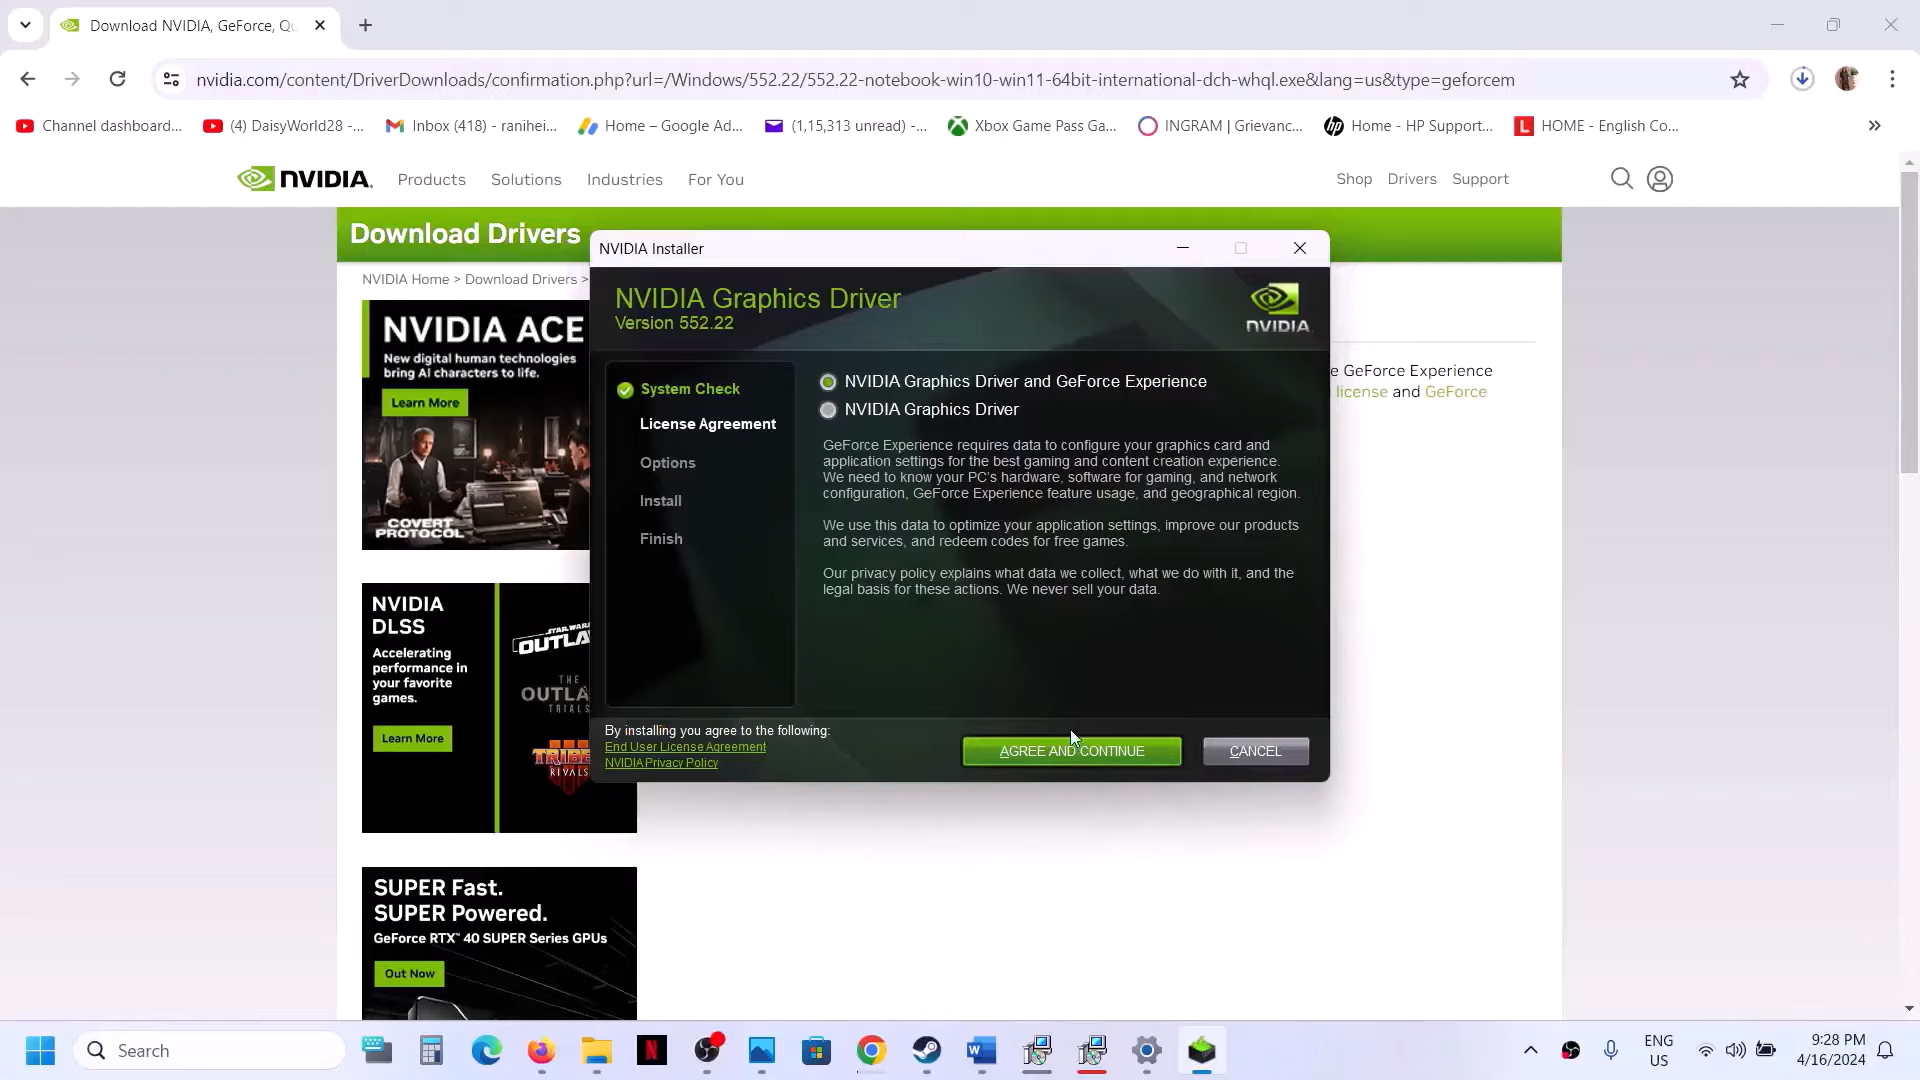 Download NVIDIA, GeForce, Qu
nvidia.com/content/DriverDownloads/confirmation.php?url=/Windows/552.22/552.22-notebook-win10-win11-64bit-international-dch-whql.exe&lang=us&type=geforcem
Channel dashboard...
(4) DaisyWorld28 -...
Inbox (418) - ranihei...
Home – Google Ad...
(1,15,313 unread) -...
Xbox Game Pass Ga...
INGRAM | Grievanc...
Home - HP Support...
HOME - English Co...
NVIDIA. Products Solutions Industries For You Shop Drivers Support
Download Drivers
NVIDIA Home > Download Drivers >
NVIDIA ACE
New digital human technologies
bring AI characters to life.
Learn More
COVERT
PROTOCOL
NVIDIA
DLSS
Accelerating
performance in
your favorite
games.
Learn More
STAR WARS
OUTLA
THE
OUTLA
TRIALS
TRIBE
RIVALS
SUPER Fast.
SUPER Powered.
GeForce RTX™ 40 SUPER Series GPUs
Out Now
e GeForce Experience
license and GeForce
NVIDIA Installer
NVIDIA Graphics Driver
Version 552.22
NVIDIA
System Check
License Agreement
Options
Install
Finish
NVIDIA Graphics Driver and GeForce Experience
NVIDIA Graphics Driver
GeForce Experience requires data to configure your graphics card and
application settings for the best gaming and content creation experience.
We need to know your PC's hardware, software for gaming, and network
configuration, GeForce Experience feature usage, and geographical region.
We use this data to optimize your application settings, improve our products
and services, and redeem codes for free games.
Our privacy policy explains what data we collect, what we do with it, and the
legal basis for these actions. We never sell your data.
By installing you agree to the following:
End User License Agreement
NVIDIA Privacy Policy
AGREE AND CONTINUE
CANCEL
Search
ENG
US
9:28 PM
4/16/2024